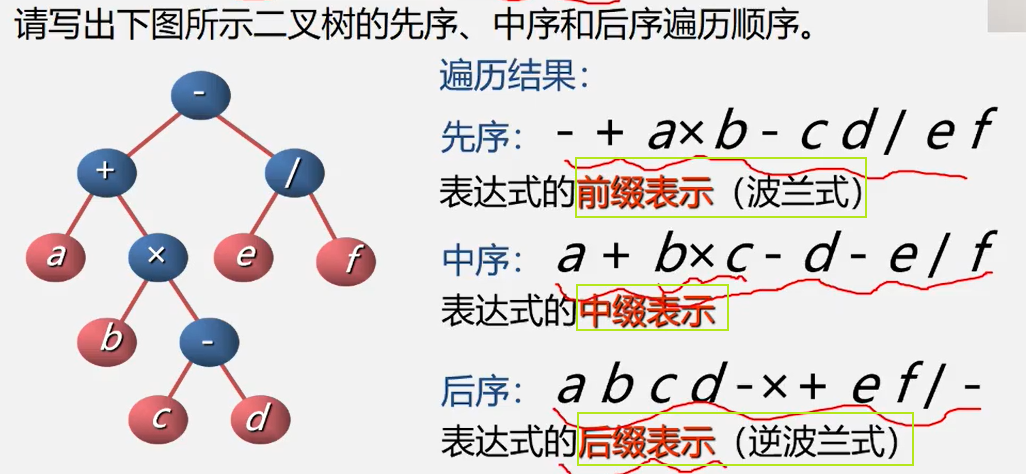 请写出下图所示二叉树的先序、中序和后序遍历顺序。
遍历结果：
先序： - + a×b - c d / e f
表达式的前缀表示（波兰式）
中序： a + b×c - d - e / f
表达式的中缀表示
后序： a b c d -×+ e f / -
表达式的后缀表示（逆波兰式）
-
+ /
a × e f
b -
c d